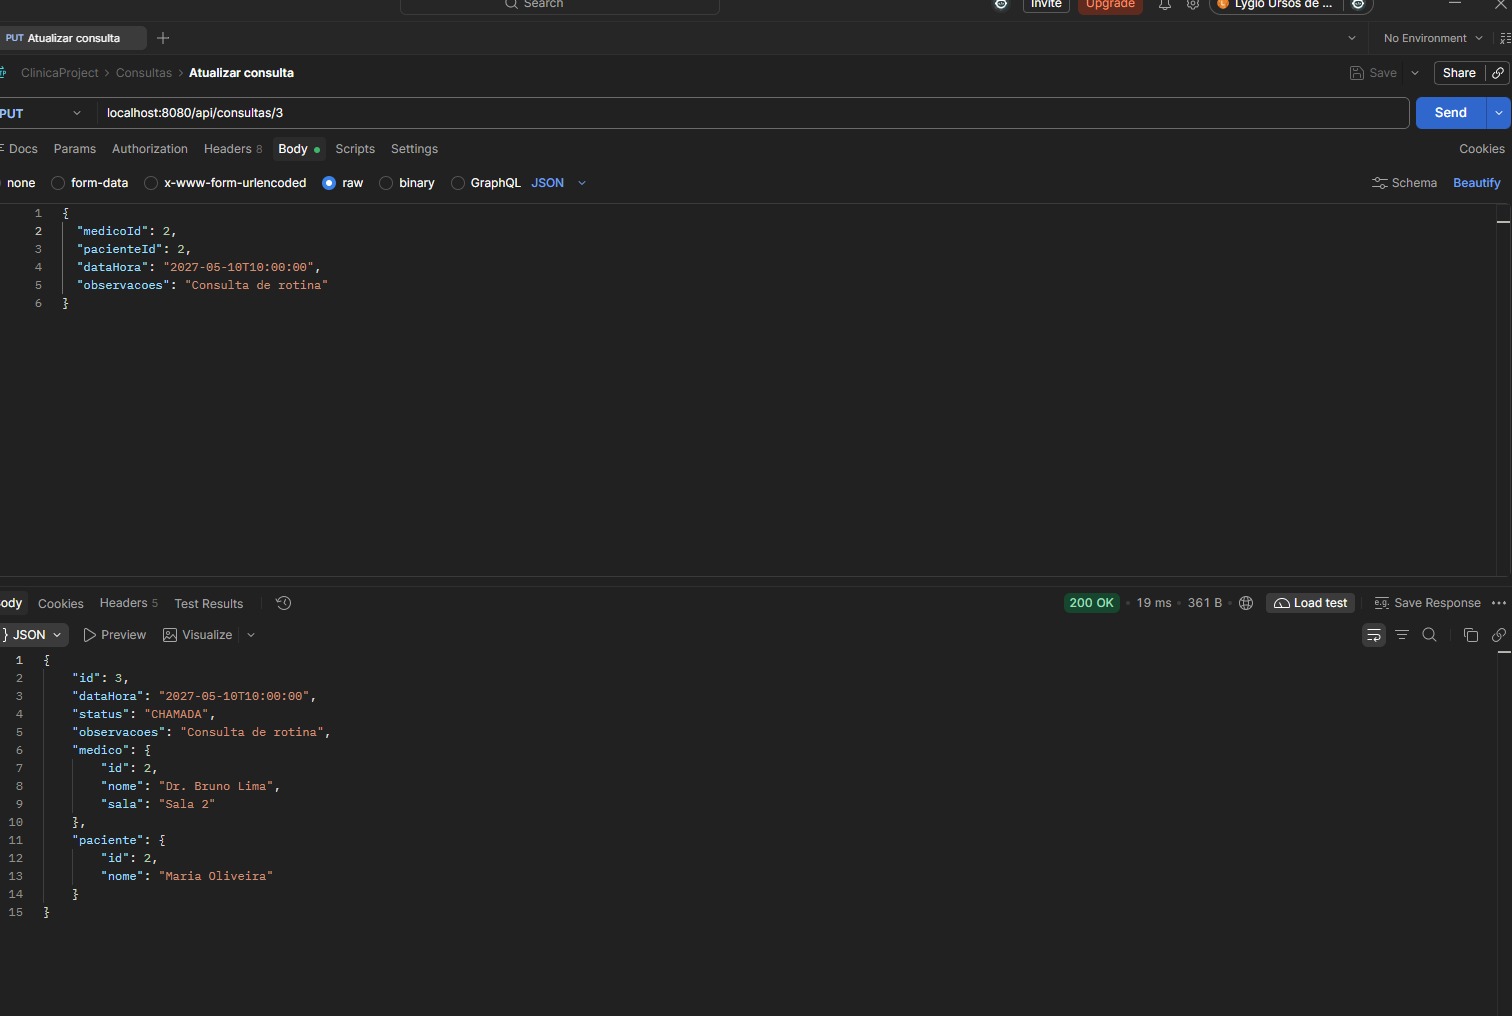 Search
Invite
Upgrade
Lygio Ursos de ...
PUT Atualizar consulta
No Environment
ClinicaProject > Consultas > Atualizar consulta
Save
Share
PUT
localhost:8080/api/consultas/3
Send
Docs Params Authorization Headers 8 Body Scripts Settings
Cookies
none form-data x-www-form-urlencoded raw binary GraphQL JSON
Schema Beautify
1 {
2 "medicoId": 2,
3 "pacienteId": 2,
4 "dataHora": "2027-05-10T10:00:00",
5 "observacoes": "Consulta de rotina"
6 }
ody Cookies Headers 5 Test Results
200 OK • 19 ms • 361 B
Load test
e.g. Save Response
} JSON Preview Visualize
1 {
2 "id": 3,
3 "dataHora": "2027-05-10T10:00:00",
4 "status": "CHAMADA",
5 "observacoes": "Consulta de rotina",
6 "medico": {
7 "id": 2,
8 "nome": "Dr. Bruno Lima",
9 "sala": "Sala 2"
10 },
11 "paciente": {
12 "id": 2,
13 "nome": "Maria Oliveira"
14 }
15 }